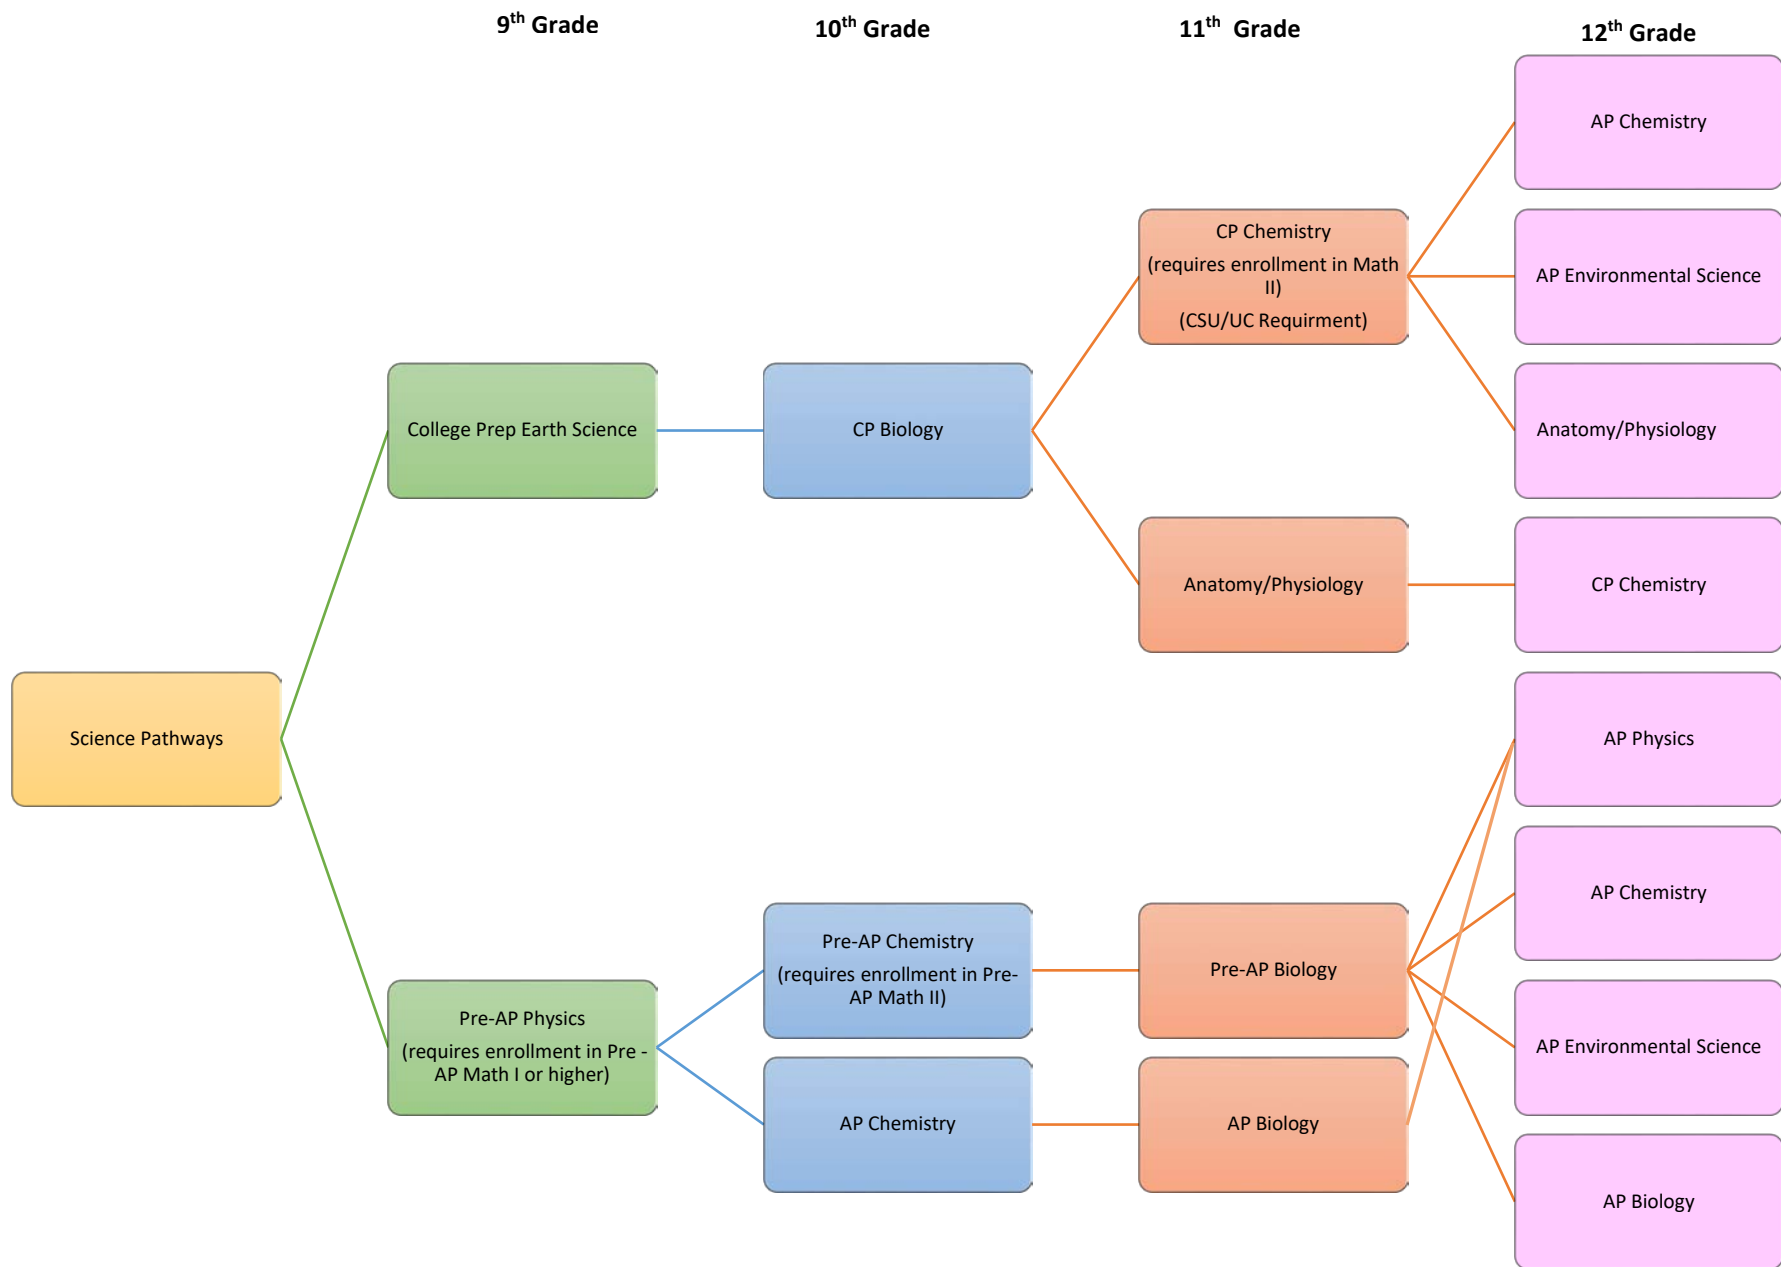 9th Grade
10th Grade
11th Grade
12th Grade
Science Pathways
College Prep Earth Science
Pre-AP Physics
(requires enrollment in Pre -
AP Math I or higher)
CP Biology
Pre-AP Chemistry
(requires enrollment in Pre-
AP Math II)
AP Chemistry
CP Chemistry
(requires enrollment in Math
II)
(CSU/UC Requirment)
Anatomy/Physiology
Pre-AP Biology
AP Biology
AP Chemistry
AP Environmental Science
Anatomy/Physiology
CP Chemistry
AP Physics
AP Chemistry
AP Environmental Science
AP Biology